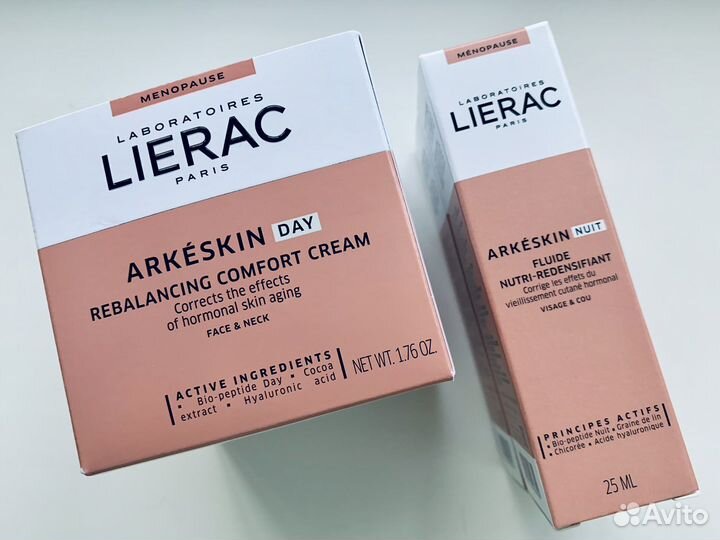 MENOPAUSE
LABORATOIRES
LIERAC
PARIS
ARKÉSKIN DAY
REBALANCING COMFORT CREAM
Corrects the effects
of hormonal skin aging
FACE & NECK
ACTIVE INGREDIENTS
▪ Bio-peptide Day ▪ Cocoa
extract ▪ Hyaluronic acid
NET WT. 1.76 OZ.
MÉNOPAUSE
LABORATOIRES
LIERAC
PARIS
ARKÉSKIN NUIT
FLUIDE
NUTRI-REDENSIFIANT
Corrige les effets du
vieillissement cutané hormonal
VISAGE & COU
PRINCIPES ACTIFS
▪ Bio-peptide Nuit ▪ Graine de lin
▪ Chicorée ▪ Acide hyaluronique
25 ML
Avito